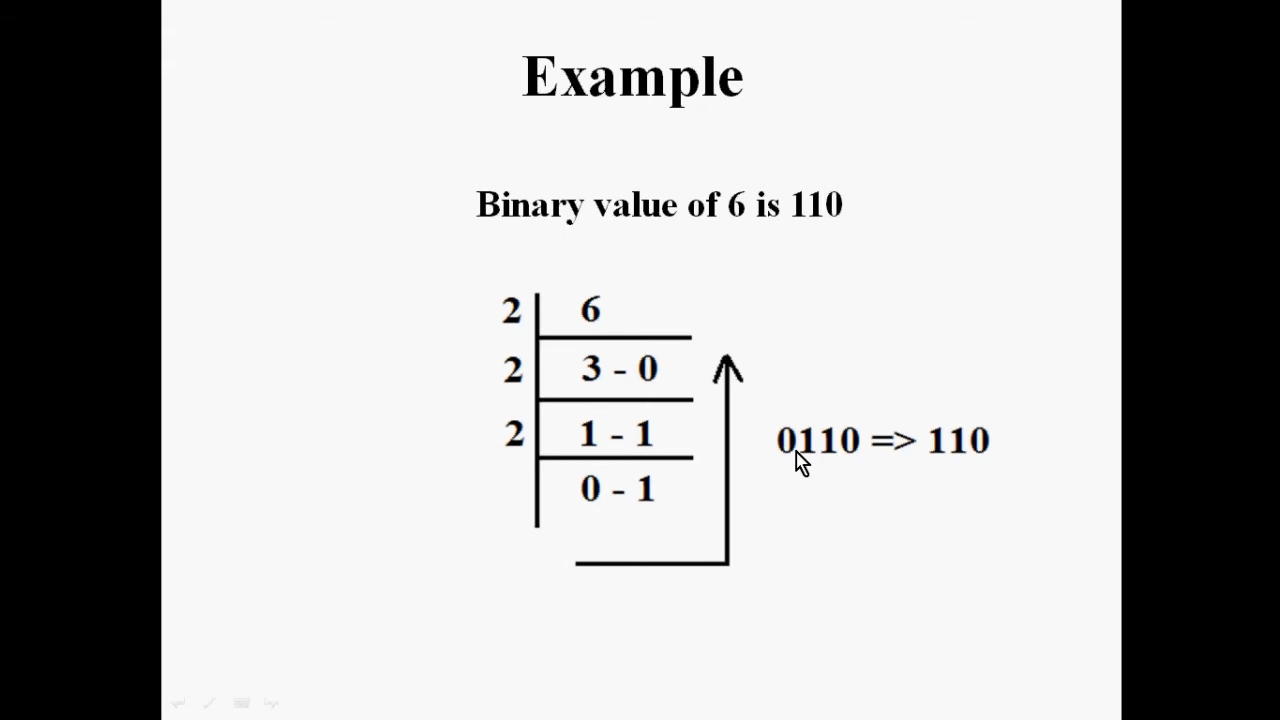 Example
Binary value of 6 is 110
2 6
2 3 - 0
2 1 - 1
0 - 1
0110 => 110